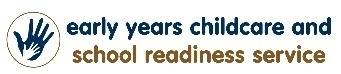 early years childcare and
school readiness service